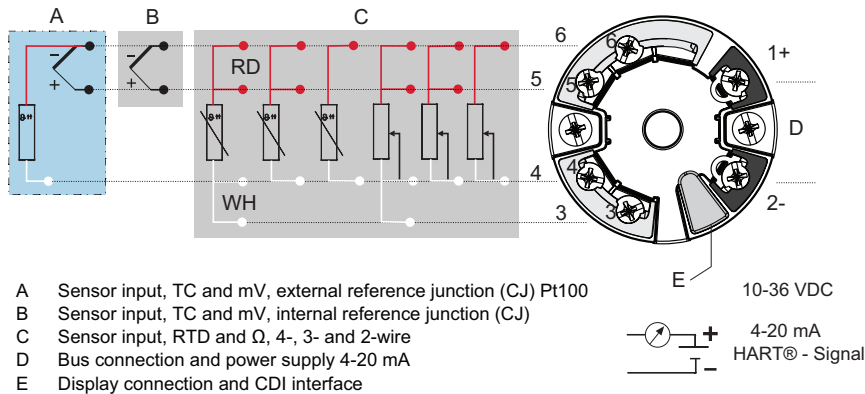 A B C
6 6 1+
RD
5 5
D
4 4
WH
3 3 2-
E
A Sensor input, TC and mV, external reference junction (CJ) Pt100
B Sensor input, TC and mV, internal reference junction (CJ)
C Sensor input, RTD and Ω, 4-, 3- and 2-wire
D Bus connection and power supply 4-20 mA
E Display connection and CDI interface
10-36 VDC
+
4-20 mA
HART® - Signal
-